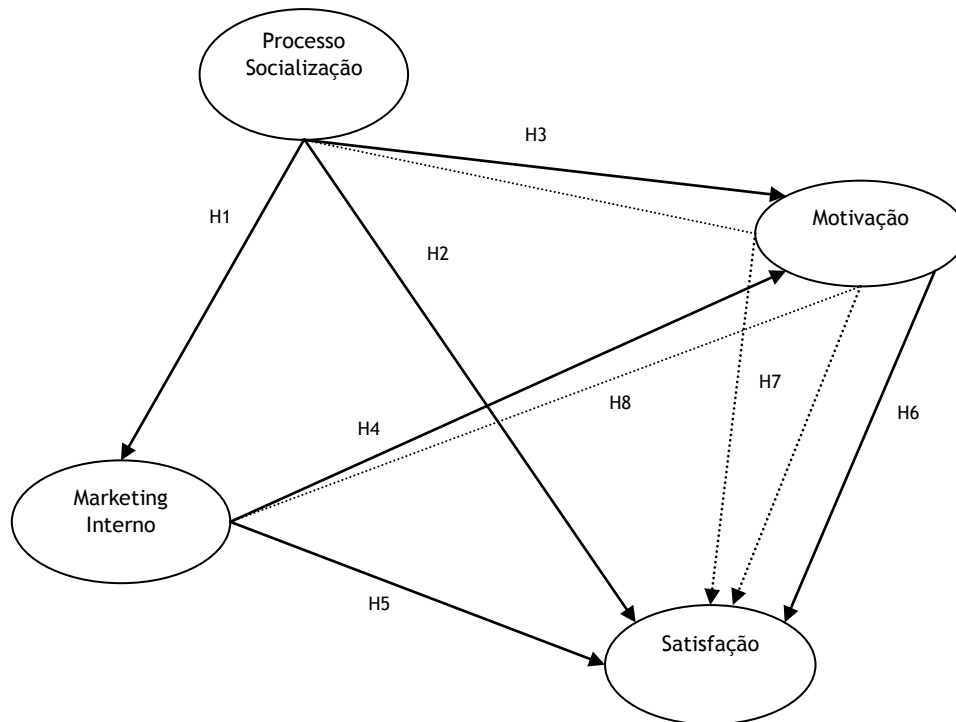 Processo
Socialização
H3
Motivação
H1
H2
H7
H8
H6
H4
Marketing
Interno
H5
Satisfação